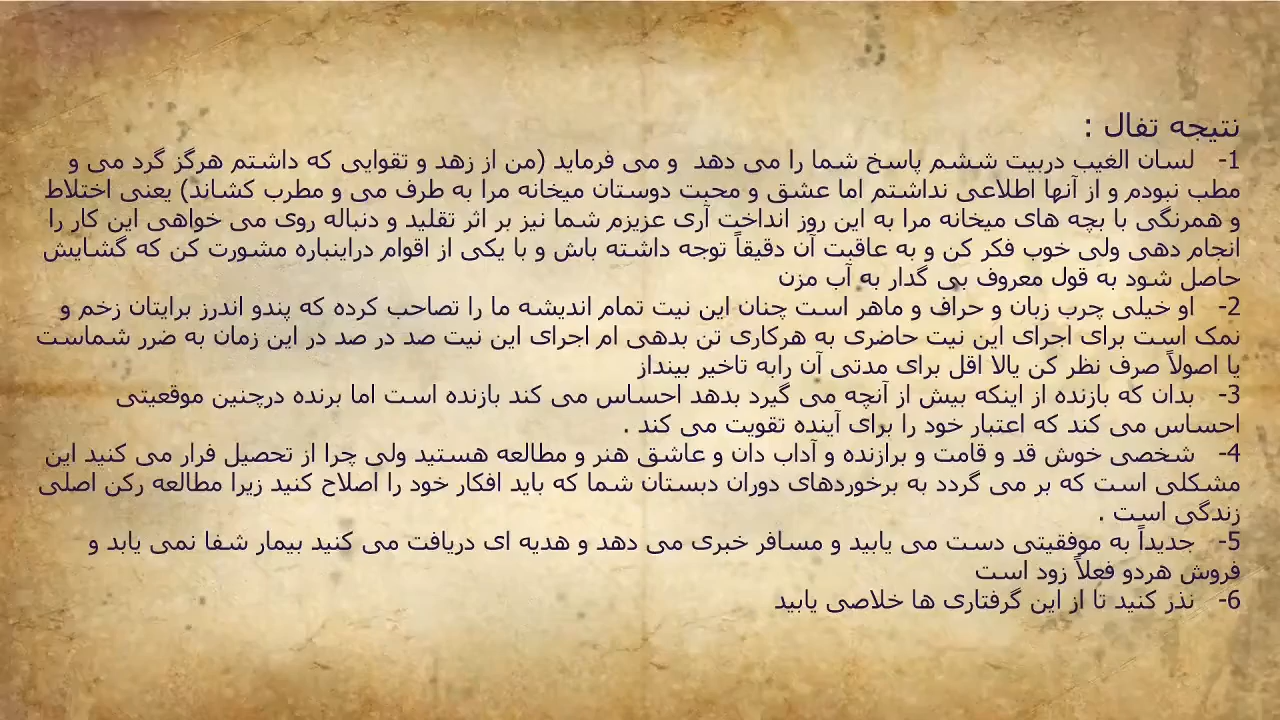 نتیجه تفال :
1- لسان الغیب دربیت ششم پاسخ شما را می دهد و می فرماید (من از زهد و تقوایی که داشتم هرگز گرد می و
مطب نبودم و از آنها اطلاعی نداشتم اما عشق و محبت دوستان میخانه مرا به طرف می و مطرب کشاند) یعنی اختلاط
و همرنگی با بچه های میخانه مرا به این روز انداخت آری عزیزم شما نیز بر اثر تقلید و دنباله روی می خواهی این کار را
انجام دهی ولی خوب فکر کن و به عاقبت آن دقیقاً توجه داشته باش و با یکی از اقوام دراینباره مشورت کن که گشایش
حاصل شود به قول معروف بی گدار به آب مزن
2- او خیلی چرب زبان و حراف و ماهر است چنان این نیت تمام اندیشه ما را تصاحب کرده که پندو اندرز برایتان زخم و
نمک است برای اجرای این نیت حاضری به هرکاری تن بدهی ام اجرای این نیت صد در صد در این زمان به ضرر شماست
یا اصولاً صرف نظر کن یالا اقل برای مدتی آن رابه تاخیر بینداز
3- بدان که بازنده از اینکه بیش از آنچه می گیرد بدهد احساس می کند بازنده است اما برنده درچنین موقعیتی
احساس می کند که اعتبار خود را برای آینده تقویت می کند .
4- شخصی خوش قد و قامت و برازنده و آداب دان و عاشق هنر و مطالعه هستید ولی چرا از تحصیل فرار می کنید این
مشکلی است که بر می گردد به برخوردهای دوران دبستان شما که باید افکار خود را اصلاح کنید زیرا مطالعه رکن اصلی
زندگی است .
5- جدیداً به موفقیتی دست می یابید و مسافر خبری می دهد و هدیه ای دریافت می کنید بیمار شفا نمی یابد و
فروش هردو فعلاً زود است
6- نذر کنید تا از این گرفتاری ها خلاصی یابید